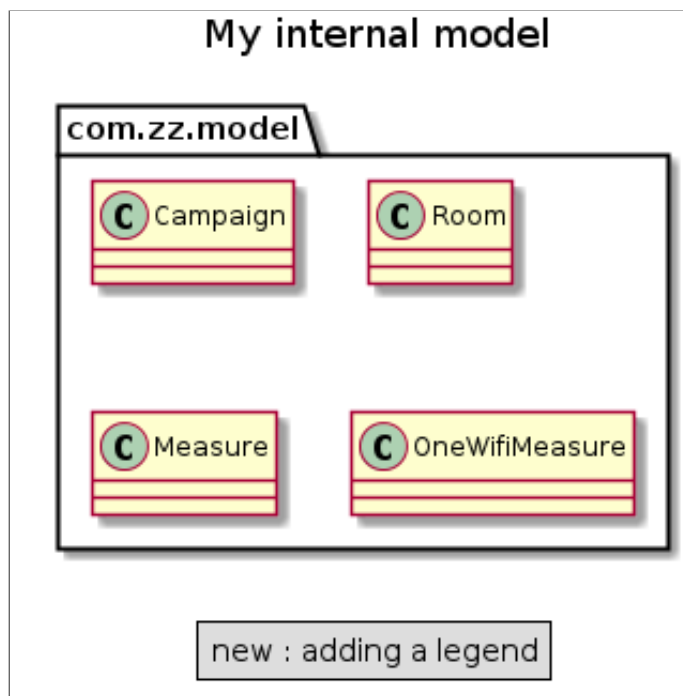 My internal model
com.zz.model
C Campaign
C Room
C Measure
C OneWifiMeasure
new : adding a legend